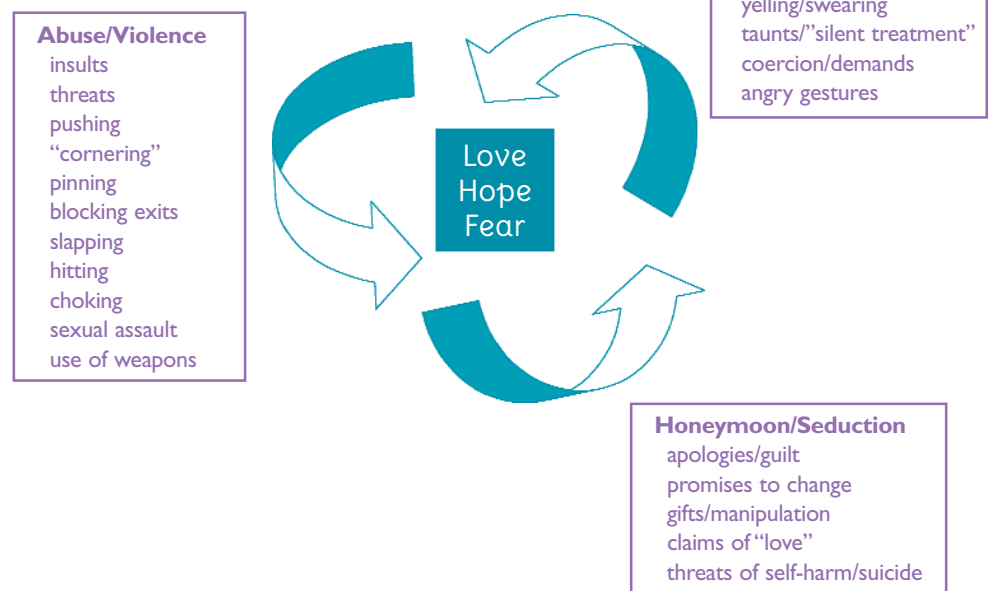 Abuse/Violence
insults
threats
pushing
“cornering”
pinning
blocking exits
slapping
hitting
choking
sexual assault
use of weapons
Love
Hope
Fear
yelling/swearing
taunts/”silent treatment”
coercion/demands
angry gestures
Honeymoon/Seduction
apologies/guilt
promises to change
gifts/manipulation
claims of “love”
threats of self-harm/suicide